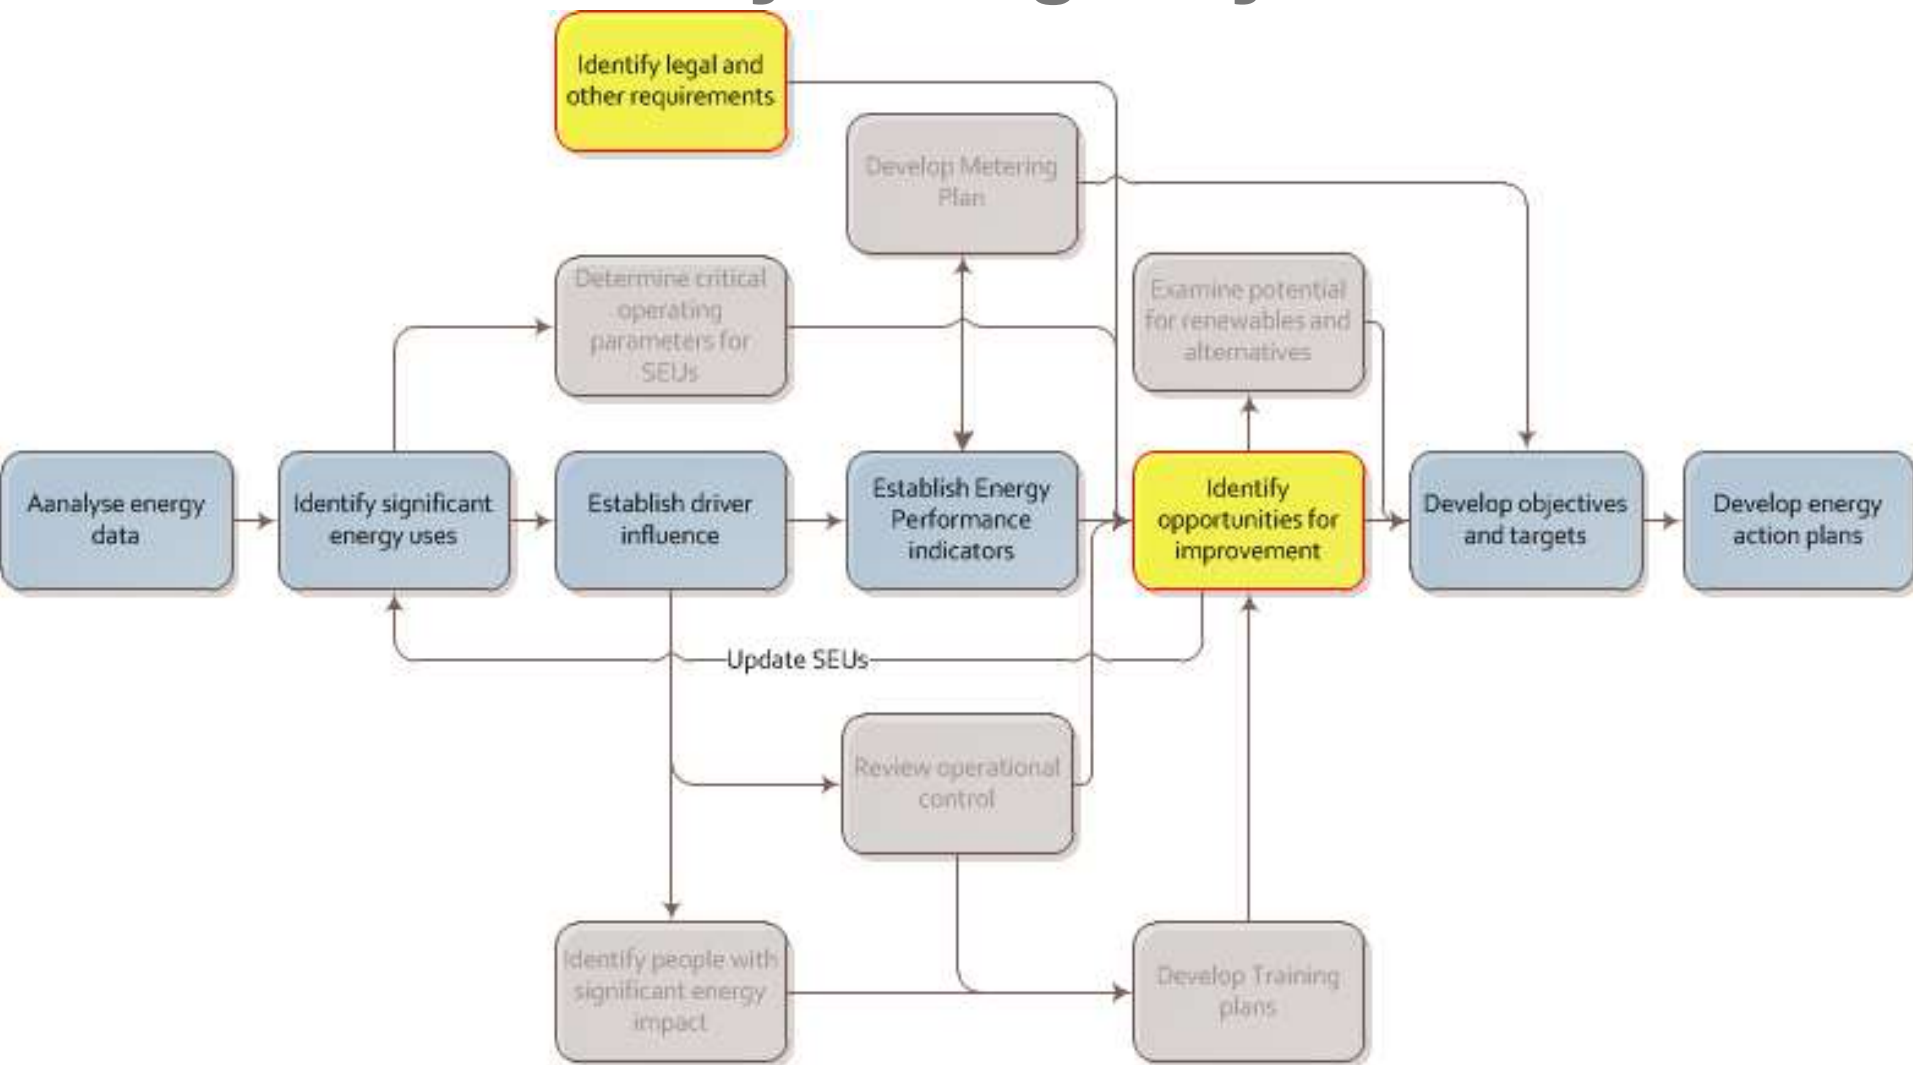 Identify legal and
other requirements
Develop Metering
Plan
Determine critical
operating
parameters for
SEUs
Examine potential
for renewables and
alternatives
Aanalyse energy
data
Identify significant
energy uses
Establish driver
influence
Establish Energy
Performance
indicators
Identify
opportunities for
improvement
Develop objectives
and targets
Develop energy
action plans
Update SEUs
Review operational
control
Identify people with
significant energy
impact
Develop Training
plans